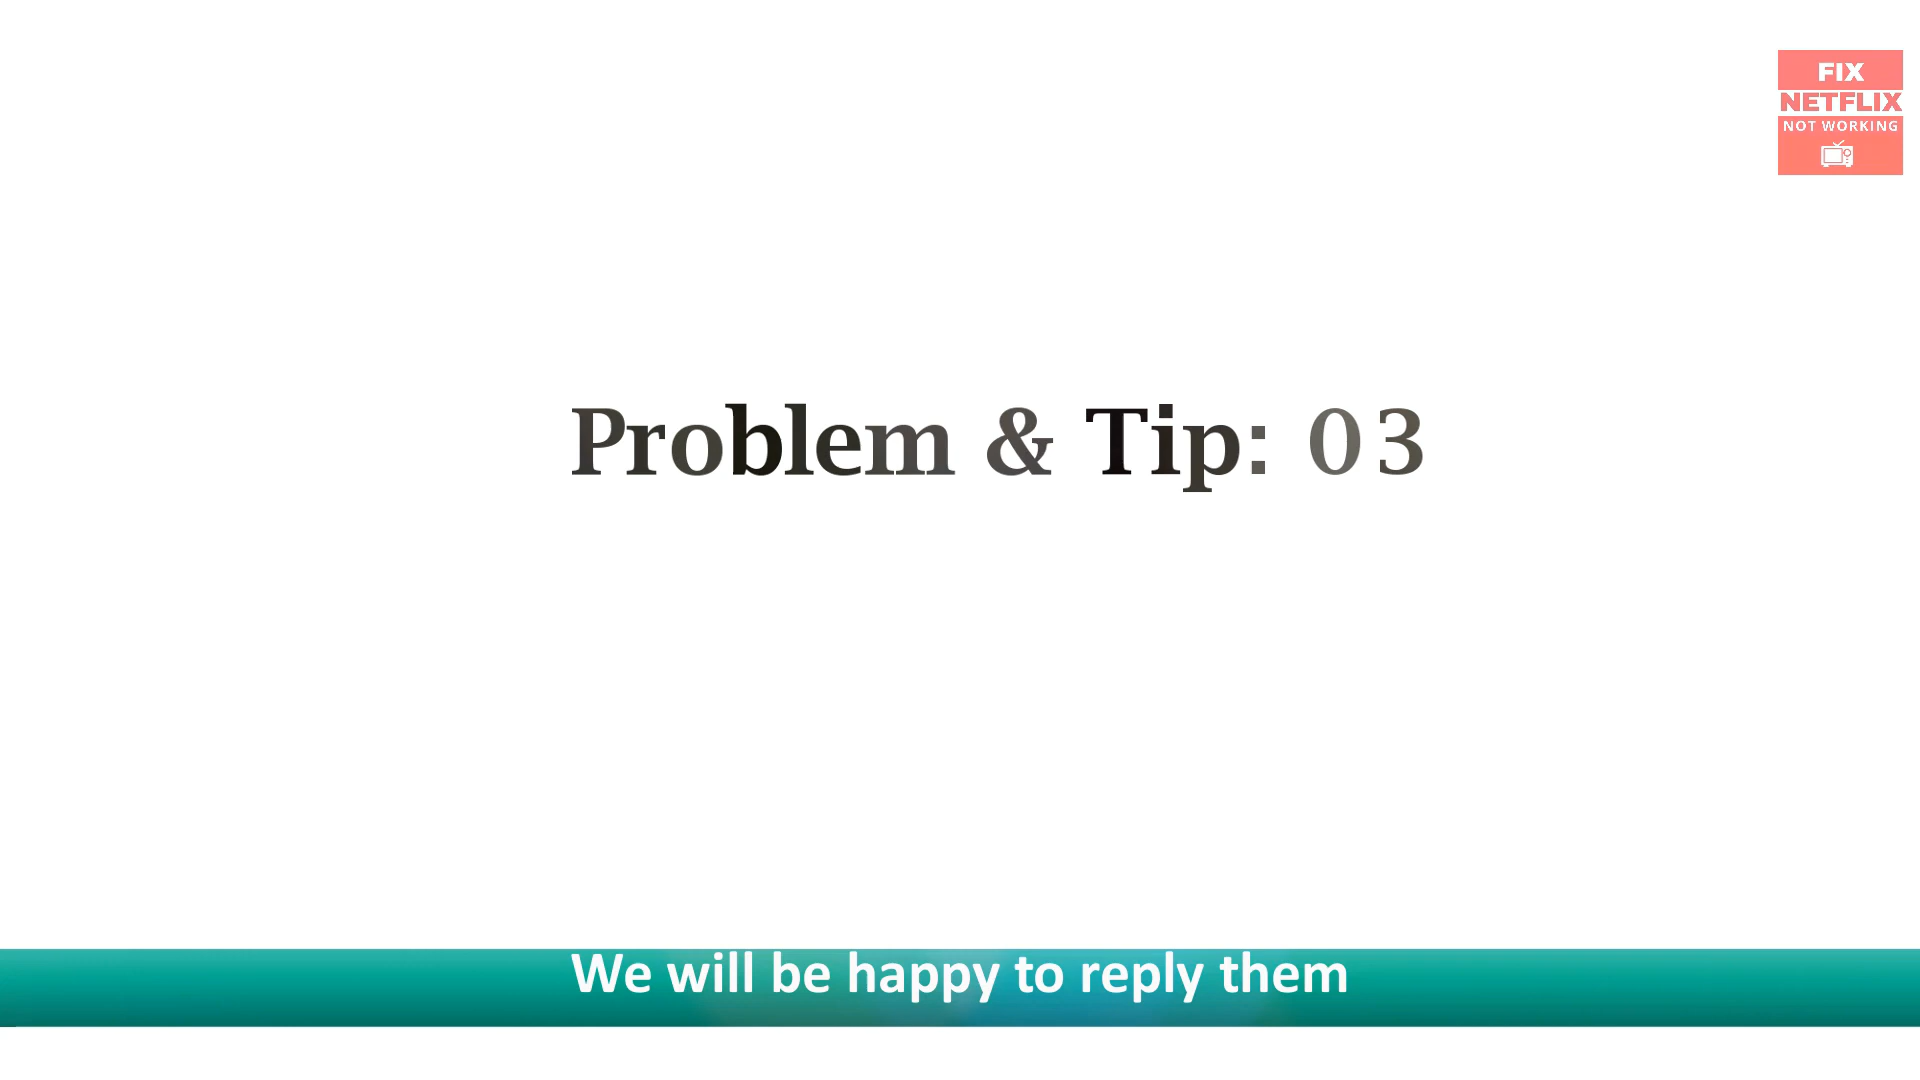 FIX
NETFLIX
NOT WORKING
Problem & Tip: 03
We will be happy to reply them